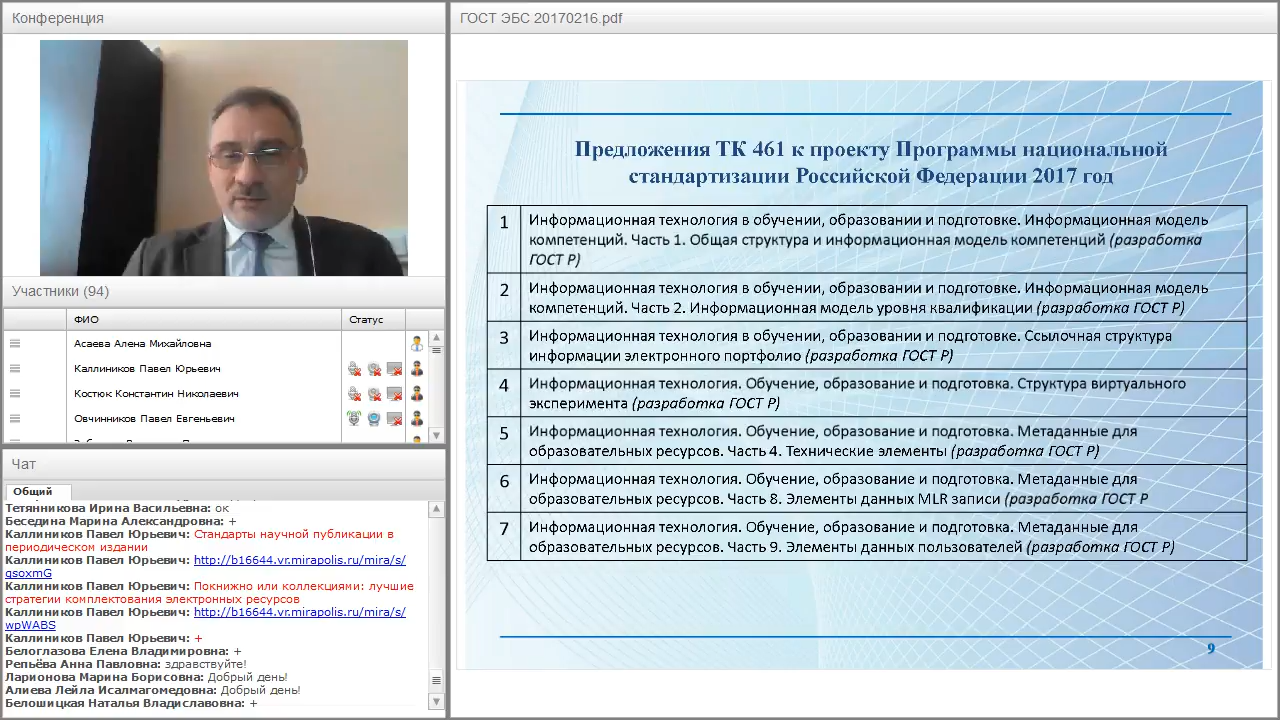 Конференция
Участники (94)
ФИО
Статус
Асаева Алена Михайловна
Каллиников Павел Юрьевич
Костюк Константин Николаевич
Овчинников Павел Евгеньевич
Чат
Общий
Тетянникова Ирина Васильевна: ок
Беседина Марина Александровна: +
Каллиников Павел Юрьевич: Стандарты научной публикации в
периодическом издании
Каллиников Павел Юрьевич: http://b16644.vr.mirapolis.ru/mira/s/
qsoxmG
Каллиников Павел Юрьевич: Покнижно или коллекциями: лучшие
стратегии комплектования электронных ресурсов
Каллиников Павел Юрьевич: http://b16644.vr.mirapolis.ru/mira/s/
wpWABS
Каллиников Павел Юрьевич: +
Белоглазова Елена Владимировна: +
Репьёва Анна Павловна: здравствуйте!
Ларионова Марина Борисовна: Добрый день!
Алиева Лейла Исалмагомедовна: Добрый день!
Белошицкая Наталья Владиславовна: +
ГОСТ ЭБС 20170216.pdf
Предложения ТК 461 к проекту Программы национальной
стандартизации Российской Федерации 2017 год
1 Информационная технология в обучении, образовании и подготовке. Информационная модель
компетенций. Часть 1. Общая структура и информационная модель компетенций (разработка
ГОСТ Р)
2 Информационная технология в обучении, образовании и подготовке. Информационная модель
компетенций. Часть 2. Информационная модель уровня квалификации (разработка ГОСТ Р)
3 Информационная технология в обучении, образовании и подготовке. Ссылочная структура
информации электронного портфолио (разработка ГОСТ Р)
4 Информационная технология. Обучение, образование и подготовка. Структура виртуального
эксперимента (разработка ГОСТ Р)
5 Информационная технология. Обучение, образование и подготовка. Метаданные для
образовательных ресурсов. Часть 4. Технические элементы (разработка ГОСТ Р)
6 Информационная технология. Обучение, образование и подготовка. Метаданные для
образовательных ресурсов. Часть 8. Элементы данных MLR записи (разработка ГОСТ Р
7 Информационная технология. Обучение, образование и подготовка. Метаданные для
образовательных ресурсов. Часть 9. Элементы данных пользователей (разработка ГОСТ Р)
9